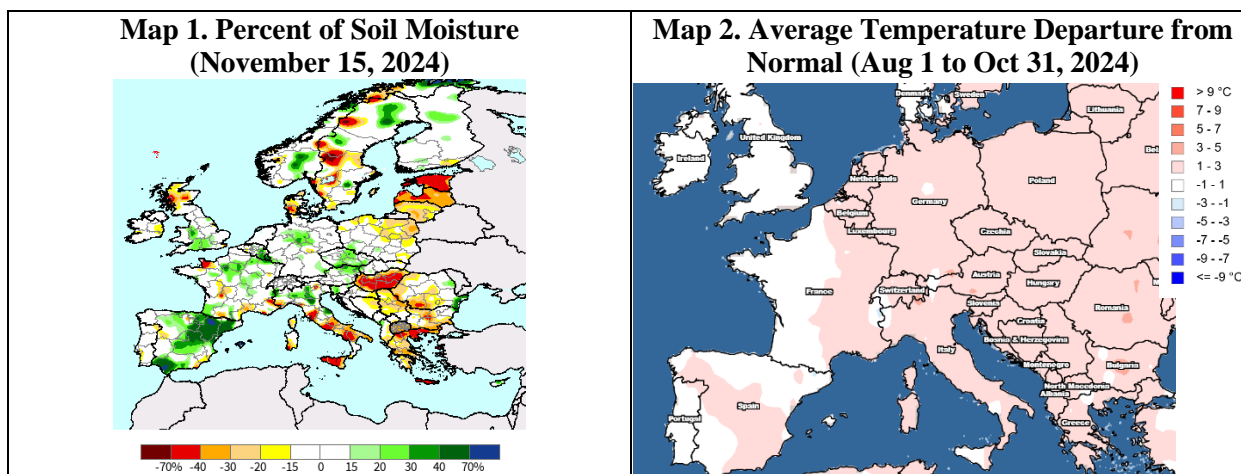 Map 1. Percent of Soil Moisture
(November 15, 2024)
-70% -40 -30 -20 -15 0 15 20 30 40 70%
Map 2. Average Temperature Departure from
Normal (Aug 1 to Oct 31, 2024)
Denmark
Sweden
Lithuania
United Kingdom
Ireland
Netherlands
Poland
Germany
Belgium
Luxembourg
Czechia
Slovakia
Austria
Hungary
France
Switzerland
Slovenia
Romania
Croatia
Bosnia & Herzegovina
Italy
Montenegro
Bulgaria
North Macedonia
Albania
Spain
Portugal
Greece
> 9 °C
7 - 9
5 - 7
3 - 5
1 - 3
-1 - 1
-3 - -1
-5 - -3
-7 - -5
-9 - -7
<= -9 °C